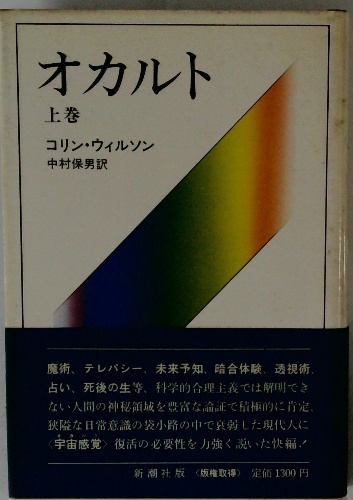 オカルト
上巻
コリン・ウィルソン
中村保男訳
魔術、テレパシー、未来予知、暗合体験、透視術、
占い、死後の生等、科学的合理主義では解明でき
ない人間の神秘領域を豊富な論証で積極的に肯定、
狭隘な日常意識の袋小路の中で衰弱した現代人に
〈宇宙感覚〉復活の必要性を力強く説いた快編!
新潮社版 〈版権取得〉 定価1300円